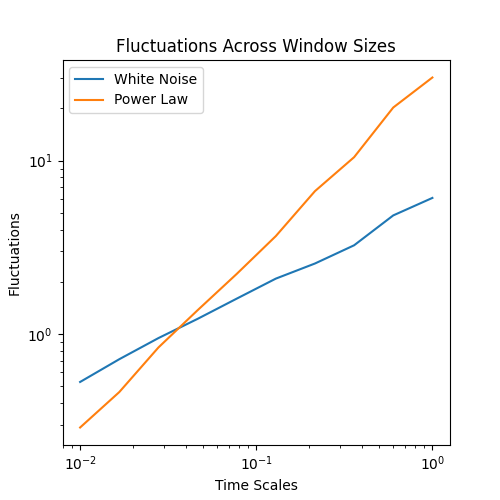 Fluctuations Across Window Sizes
White Noise
Power Law
10¹
10⁰
Fluctuations
10⁻² 10⁻¹ 10⁰
Time Scales